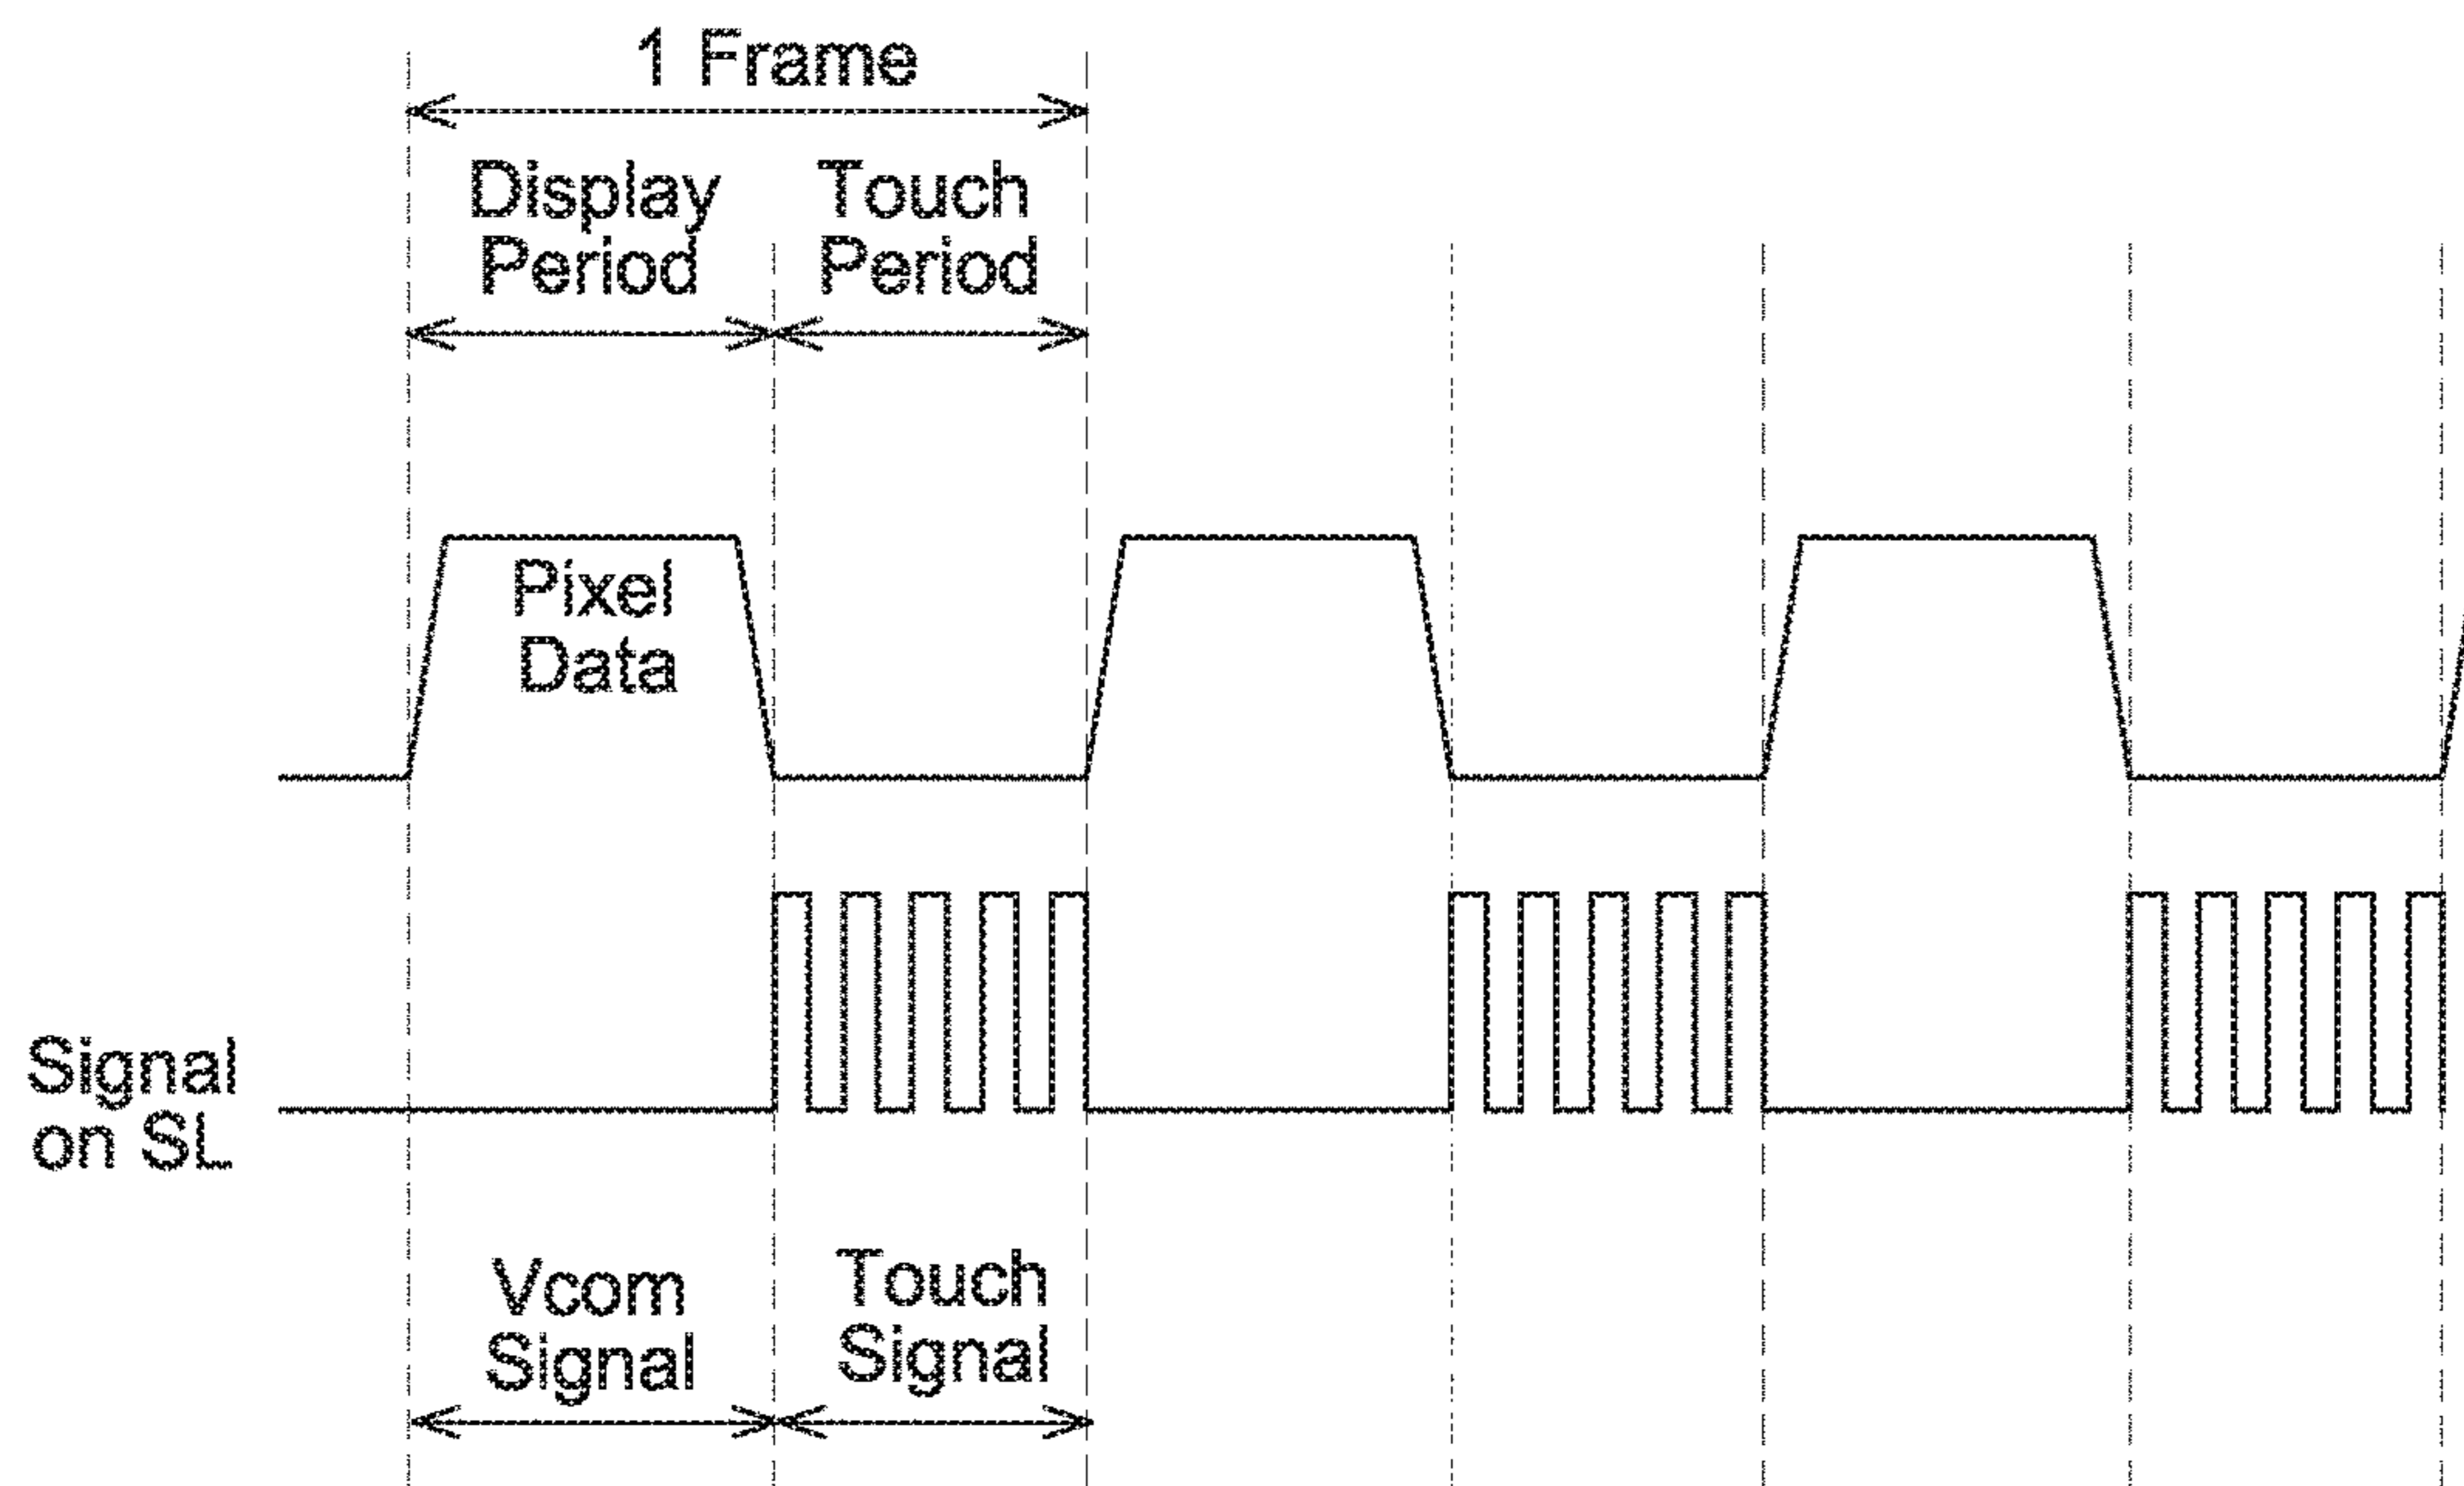 1 Frame
Display
Period
Touch
Period
Pixel
Data
Signal
on SL
Vcom
Signal
Touch
Signal